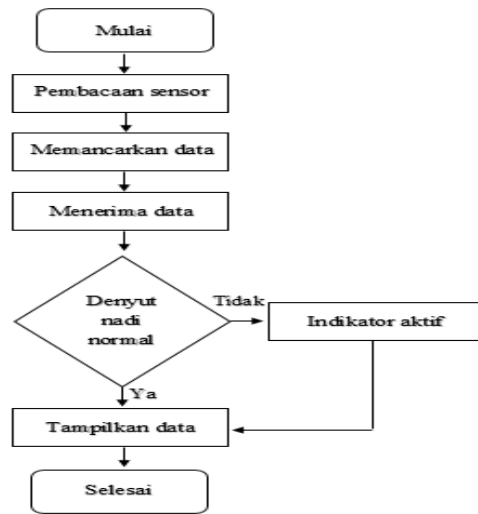 Mulai
Pembacaan sensor
Memancarkan data
Menerima data
Denyut
nadi
normal
Tidak
Indikator aktif
Ya
Tampilkan data
Selesai